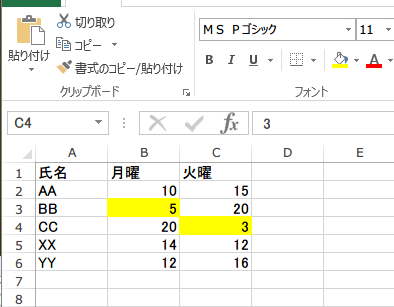 切り取り
コピー
貼り付け
書式のコピー/貼り付け
クリップボード
ＭＳ Ｐゴシック 11
B I U A
フォント
C4 fx 3
A B C D E
1 氏名 月曜 火曜
2 AA 10 15
3 BB 5 20
4 CC 20 3
5 XX 14 12
6 YY 12 16
7
8